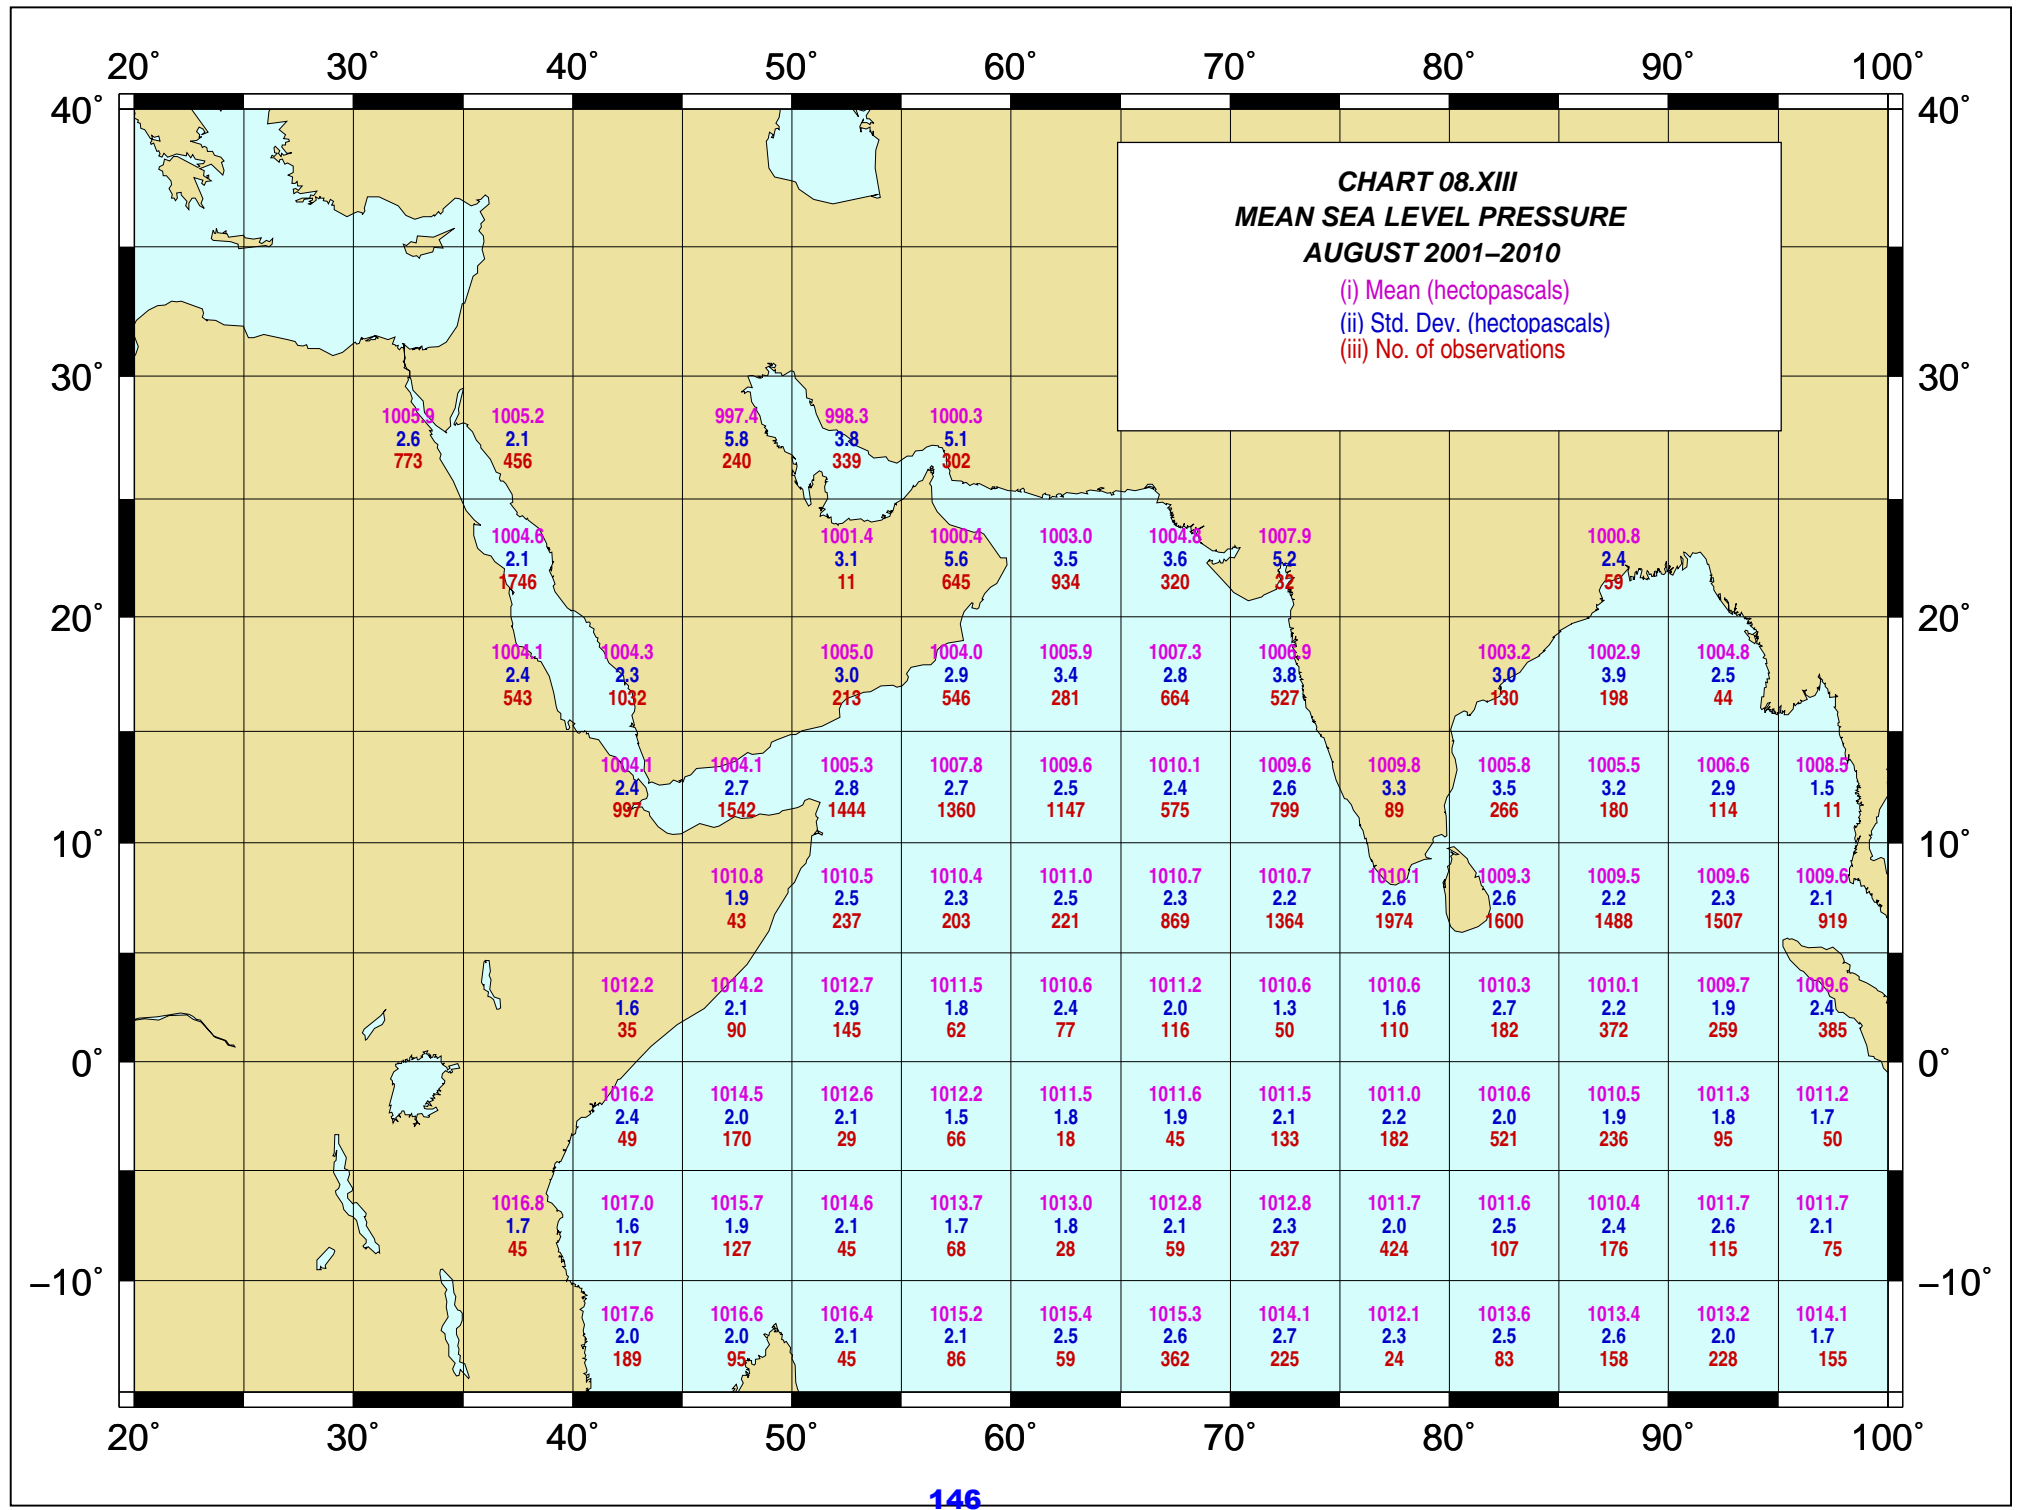 20° 30° 40° 50° 60° 70° 80° 90° 100°
40° 40°
CHART 08.XIII
MEAN SEA LEVEL PRESSURE
AUGUST 2001–2010
(i) Mean (hectopascals)
(ii) Std. Dev. (hectopascals)
(iii) No. of observations
30° 30°
1005.9 1005.2 997.4 998.3 1000.3
2.6 2.1 5.8 3.8 5.1
773 456 240 339 302
1004.6 1001.4 1000.4 1003.0 1004.8 1007.9 1000.8
2.1 3.1 5.6 3.5 3.6 5.2 2.4
1746 11 645 934 320 32 59
20° 20°
1004.1 1004.3 1005.0 1004.0 1005.9 1007.3 1006.9 1003.2 1002.9 1004.8
2.4 2.3 3.0 2.9 3.4 2.8 3.8 3.0 3.9 2.5
543 1032 213 546 281 664 527 130 198 44
1004.1 1004.1 1005.3 1007.8 1009.6 1010.1 1009.6 1009.8 1005.8 1005.5 1006.6 1008.5
2.4 2.7 2.8 2.7 2.5 2.4 2.6 3.3 3.5 3.2 2.9 1.5
997 1542 1444 1360 1147 575 799 89 266 180 114 11
10° 10°
1010.8 1010.5 1010.4 1011.0 1010.7 1010.7 1010.1 1009.3 1009.5 1009.6 1009.6
1.9 2.5 2.3 2.5 2.3 2.2 2.6 2.6 2.2 2.3 2.1
43 237 203 221 869 1364 1974 1600 1488 1507 919
1012.2 1014.2 1012.7 1011.5 1010.6 1011.2 1010.6 1010.6 1010.3 1010.1 1009.7 1009.6
1.6 2.1 2.9 1.8 2.4 2.0 1.3 1.6 2.7 2.2 1.9 2.4
35 90 145 62 77 116 50 110 182 372 259 385
0° 0°
1016.2 1014.5 1012.6 1012.2 1011.5 1011.6 1011.5 1011.0 1010.6 1010.5 1011.3 1011.2
2.4 2.0 2.1 1.5 1.8 1.9 2.1 2.2 2.0 1.9 1.8 1.7
49 170 29 66 18 45 133 182 521 236 95 50
1016.8 1017.0 1015.7 1014.6 1013.7 1013.0 1012.8 1012.8 1011.7 1011.6 1010.4 1011.7 1011.7
1.7 1.6 1.9 2.1 1.7 1.8 2.1 2.3 2.0 2.5 2.4 2.6 2.1
45 117 127 45 68 28 59 237 424 107 176 115 75
–10° –10°
1017.6 1016.6 1016.4 1015.2 1015.4 1015.3 1014.1 1012.1 1013.6 1013.4 1013.2 1014.1
2.0 2.0 2.1 2.1 2.5 2.6 2.7 2.3 2.5 2.6 2.0 1.7
189 95 45 86 59 362 225 24 83 158 228 155
20° 30° 40° 50° 60° 70° 80° 90° 100°
146